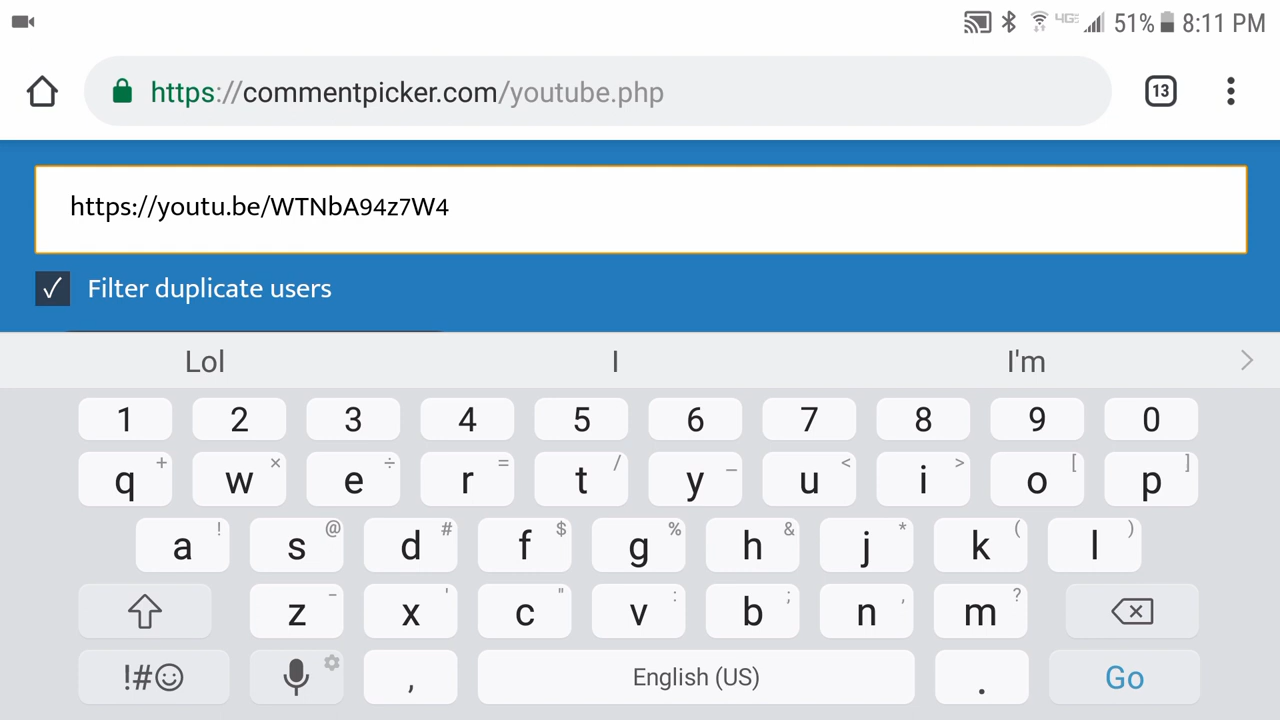 4G 51% 8:11 PM
https://commentpicker.com/youtube.php 13
https://youtu.be/WTNbA94z7W4
✓ Filter duplicate users
Lol I I'm
1 2 3 4 5 6 7 8 9 0
q + w × e ÷ r = t / y _ u < i > o [ p ]
a ! s @ d # f $ g % h & j * k ( l )
z - x ' c " v : b ; n , m ?
!#☺ , English (US) . Go